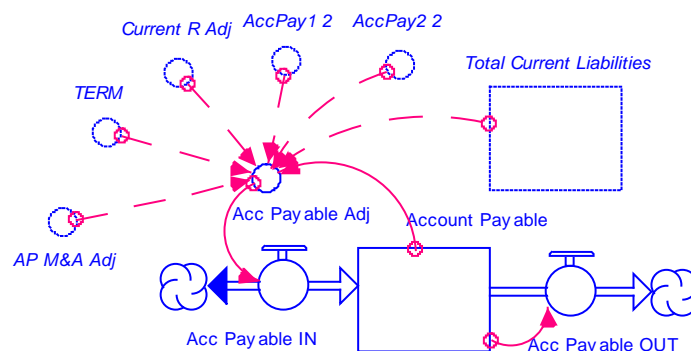 Current R Adj
AccPay1 2
AccPay2 2
Total Current Liabilities
TERM
Acc Payable Adj
Account Payable
AP M&A Adj
Acc Payable IN
Acc Payable OUT